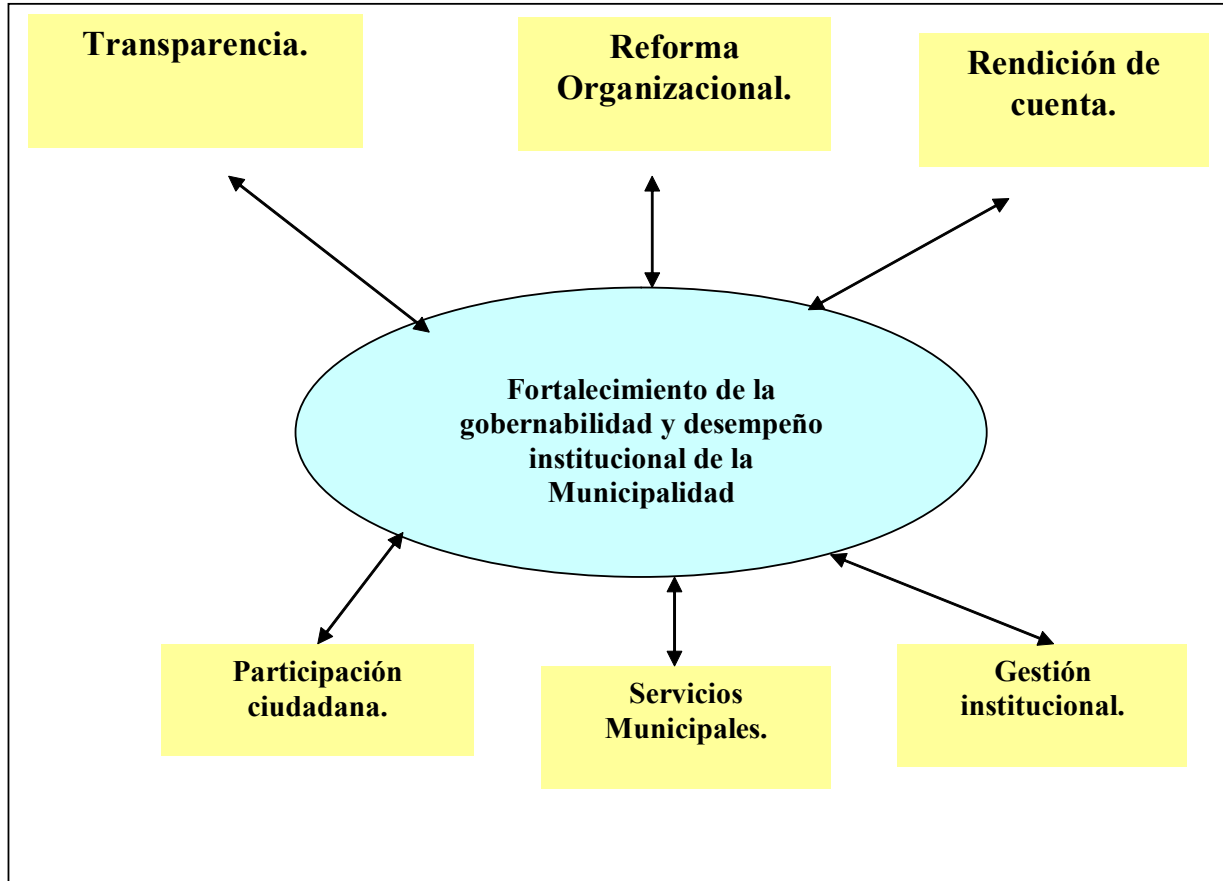 Transparencia.
Reforma
Organizacional.
Rendición de
cuenta.
Fortalecimiento de la
gobernabilidad y desempeño
institucional de la
Municipalidad
Participación
ciudadana.
Servicios
Municipales.
Gestión
institucional.